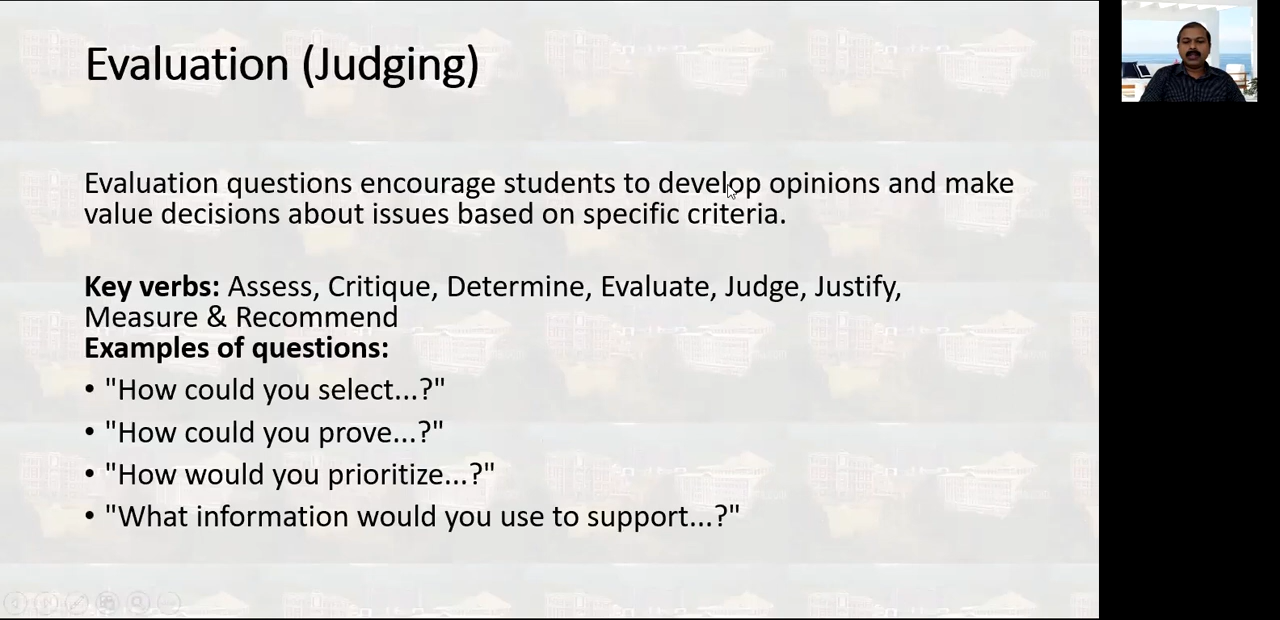 Evaluation (Judging)
Evaluation questions encourage students to develop opinions and make
value decisions about issues based on specific criteria.
Key verbs: Assess, Critique, Determine, Evaluate, Judge, Justify,
Measure & Recommend
Examples of questions:
• "How could you select...?"
• "How could you prove...?"
• "How would you prioritize...?"
• "What information would you use to support...?"